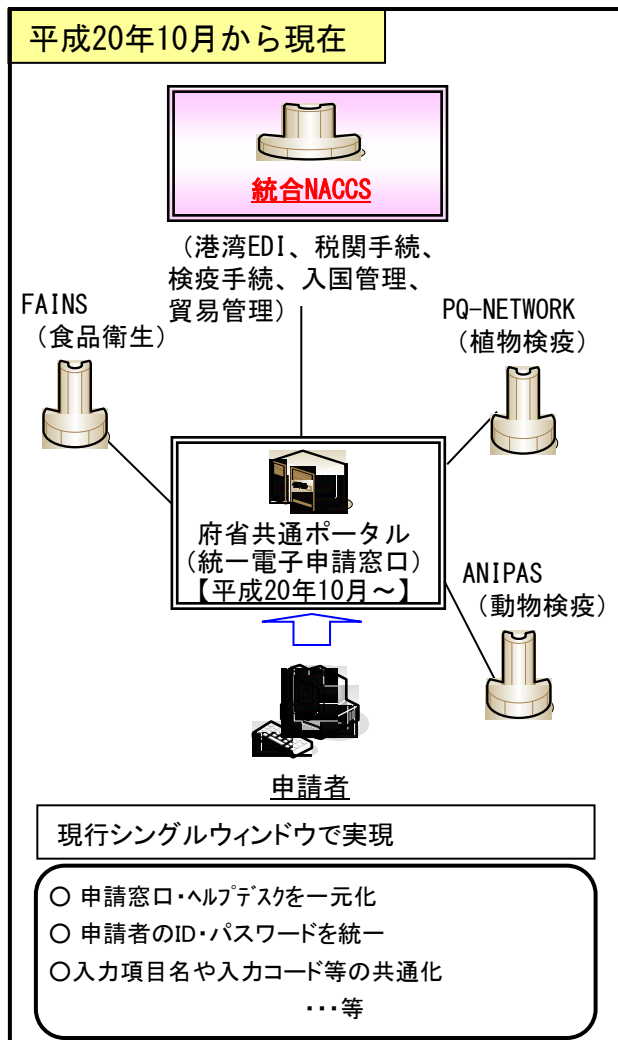 平成20年10月から現在
統合NACCS
（港湾EDI、税関手続、
検疫手続、入国管理、
貿易管理）
FAINS
（食品衛生）
PQ-NETWORK
（植物検疫）
府省共通ポータル
（統一電子申請窓口）
【平成20年10月～】
ANIPAS
（動物検疫）
申請者
現行シングルウィンドウで実現
○ 申請窓口・ヘルプデスクを一元化
○ 申請者のID・パスワードを統一
○入力項目名や入力コード等の共通化
･･･等